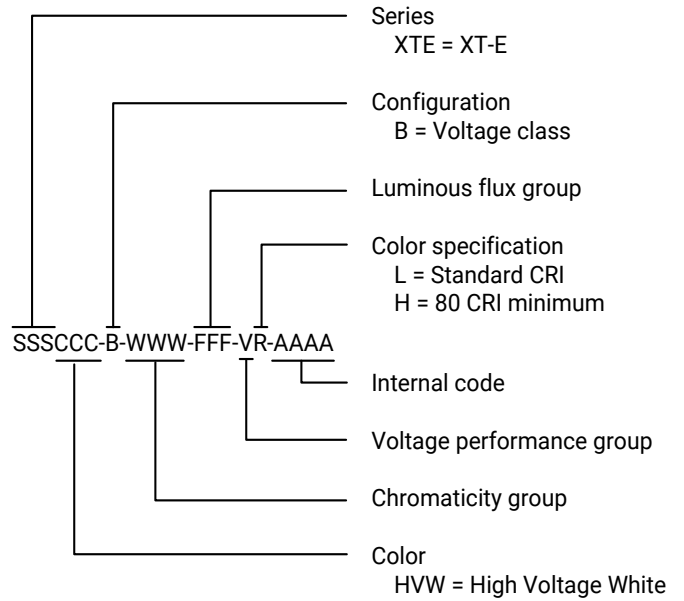 Series
XTE = XT-E
Configuration
B = Voltage class
Luminous flux group
Color specification
L = Standard CRI
H = 80 CRI minimum
SSSCCC-B-WWW-FFF-VR-AAAA
Internal code
Voltage performance group
Chromaticity group
Color
HVW = High Voltage White